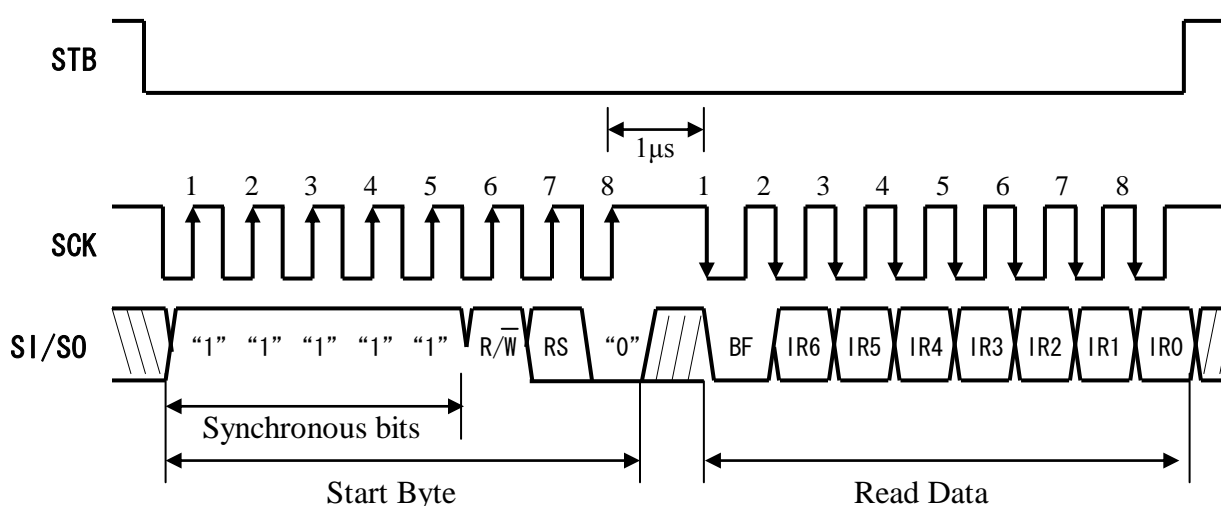 STB
1μs
1 2 3 4 5 6 7 8 1 2 3 4 5 6 7 8
SCK
SI/SO “1” “1” “1” “1” “1” R/W̅ RS “0” BF IR6 IR5 IR4 IR3 IR2 IR1 IR0
Synchronous bits
Start Byte Read Data